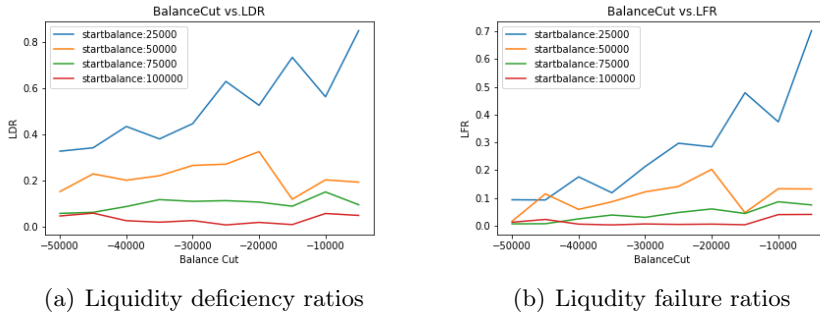 BalanceCut vs.LDR
0.8
0.6
0.4
0.2
0.0
LDR
startbalance:25000
startbalance:50000
startbalance:75000
startbalance:100000
−50000 −40000 −30000 −20000 −10000
Balance Cut
(a) Liquidity deficiency ratios
BalanceCut vs.LFR
0.7
0.6
0.5
0.4
0.3
0.2
0.1
0.0
LFR
startbalance:25000
startbalance:50000
startbalance:75000
startbalance:100000
−50000 −40000 −30000 −20000 −10000
BalanceCut
(b) Liqudity failure ratios